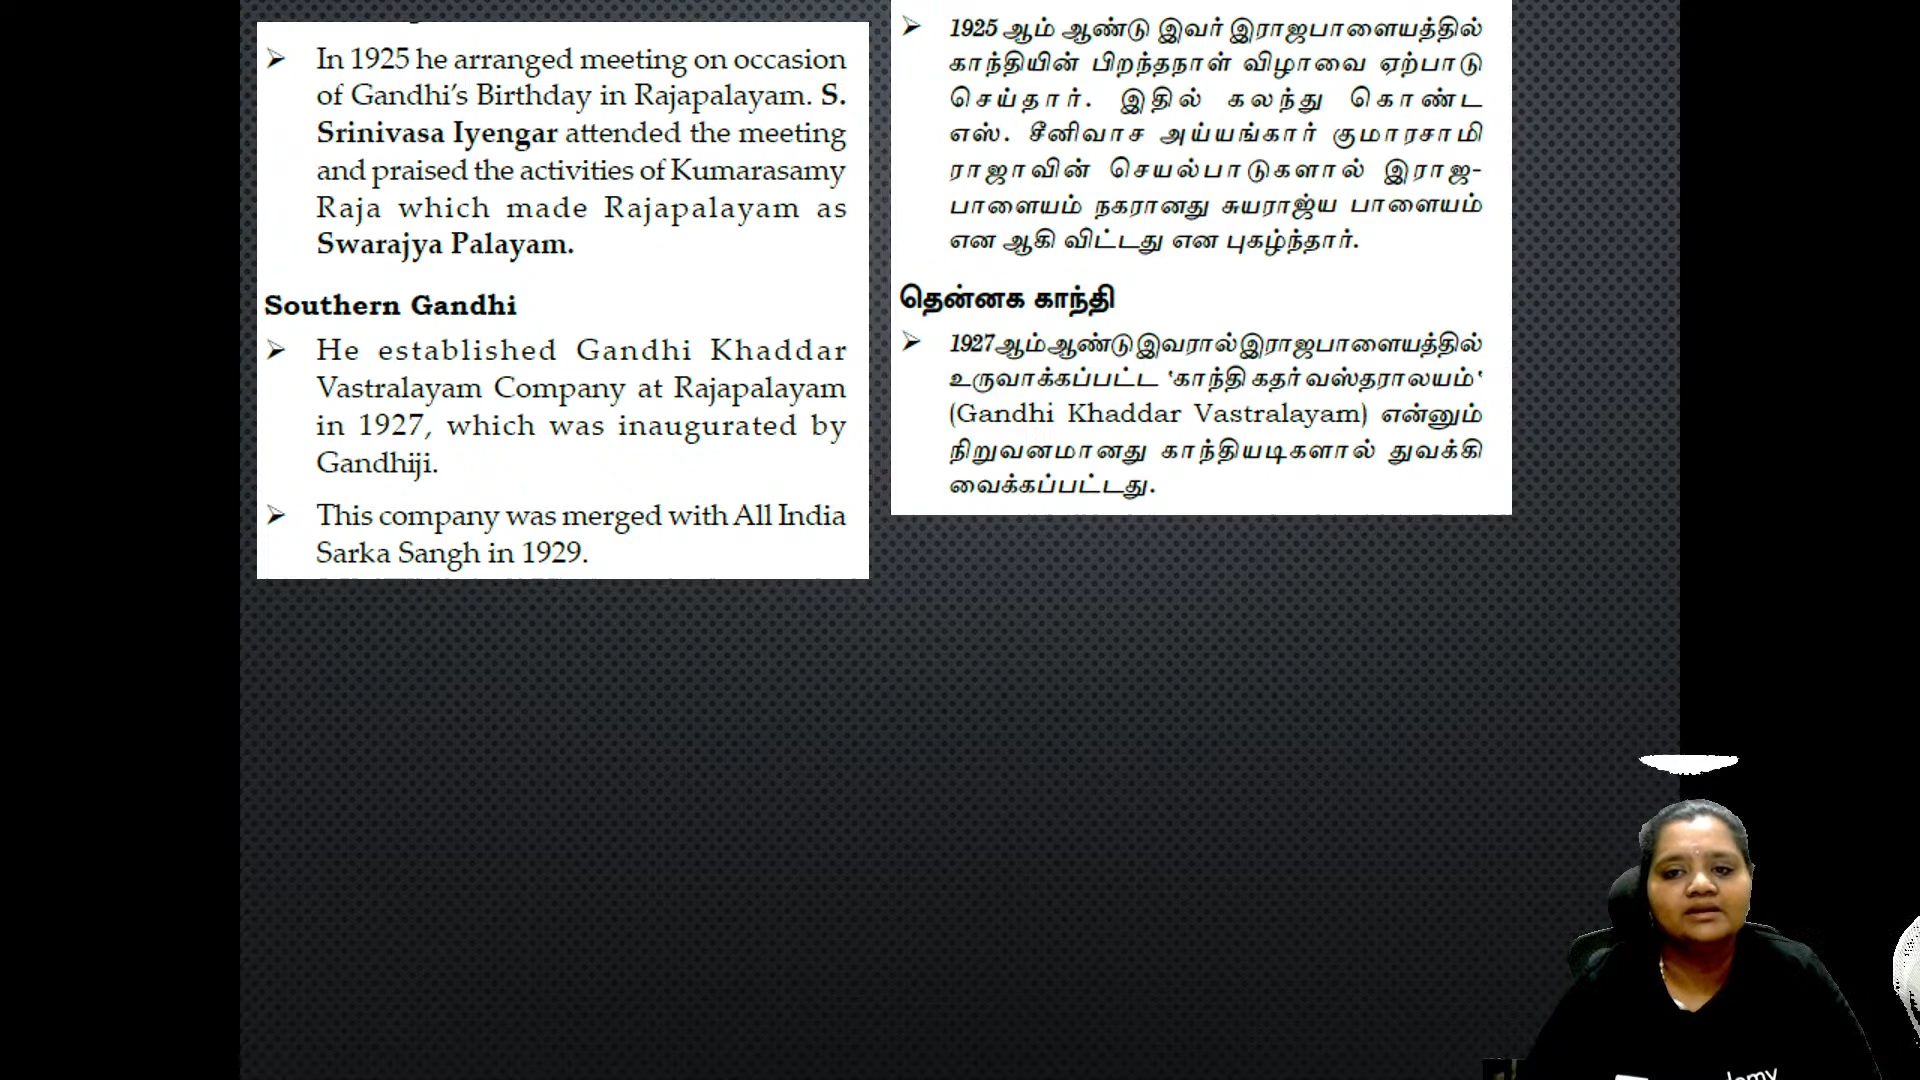 In 1925 he arranged meeting on occasion
of Gandhi's Birthday in Rajapalayam. S.
Srinivasa Iyengar attended the meeting
and praised the activities of Kumarasamy
Raja which made Rajapalayam as
Swarajya Palayam.
Southern Gandhi
He established Gandhi Khaddar
Vastralayam Company at Rajapalayam
in 1927, which was inaugurated by
Gandhiji.
This company was merged with All India
Sarka Sangh in 1929.
1925 ஆம் ஆண்டு இவர் இராஜபாளையத்தில்
காந்தியின் பிறந்தநாள் விழாவை ஏற்பாடு
செய்தார். இதில் கலந்து கொண்ட
எஸ். சீனிவாச அய்யங்கார் குமாரசாமி
ராஜாவின் செயல்பாடுகளால் இராஜ-
பாளையம் நகரானது சுயராஜ்ய பாளையம்
என ஆகி விட்டது என புகழ்ந்தார்.
தென்னக காந்தி
1927ஆம்ஆண்டுஇவரால்இராஜபாளையத்தில்
உருவாக்கப்பட்ட 'காந்தி கதர் வஸ்தராலயம்'
(Gandhi Khaddar Vastralayam) என்னும்
நிறுவனமானது காந்தியடிகளால் துவக்கி
வைக்கப்பட்டது.